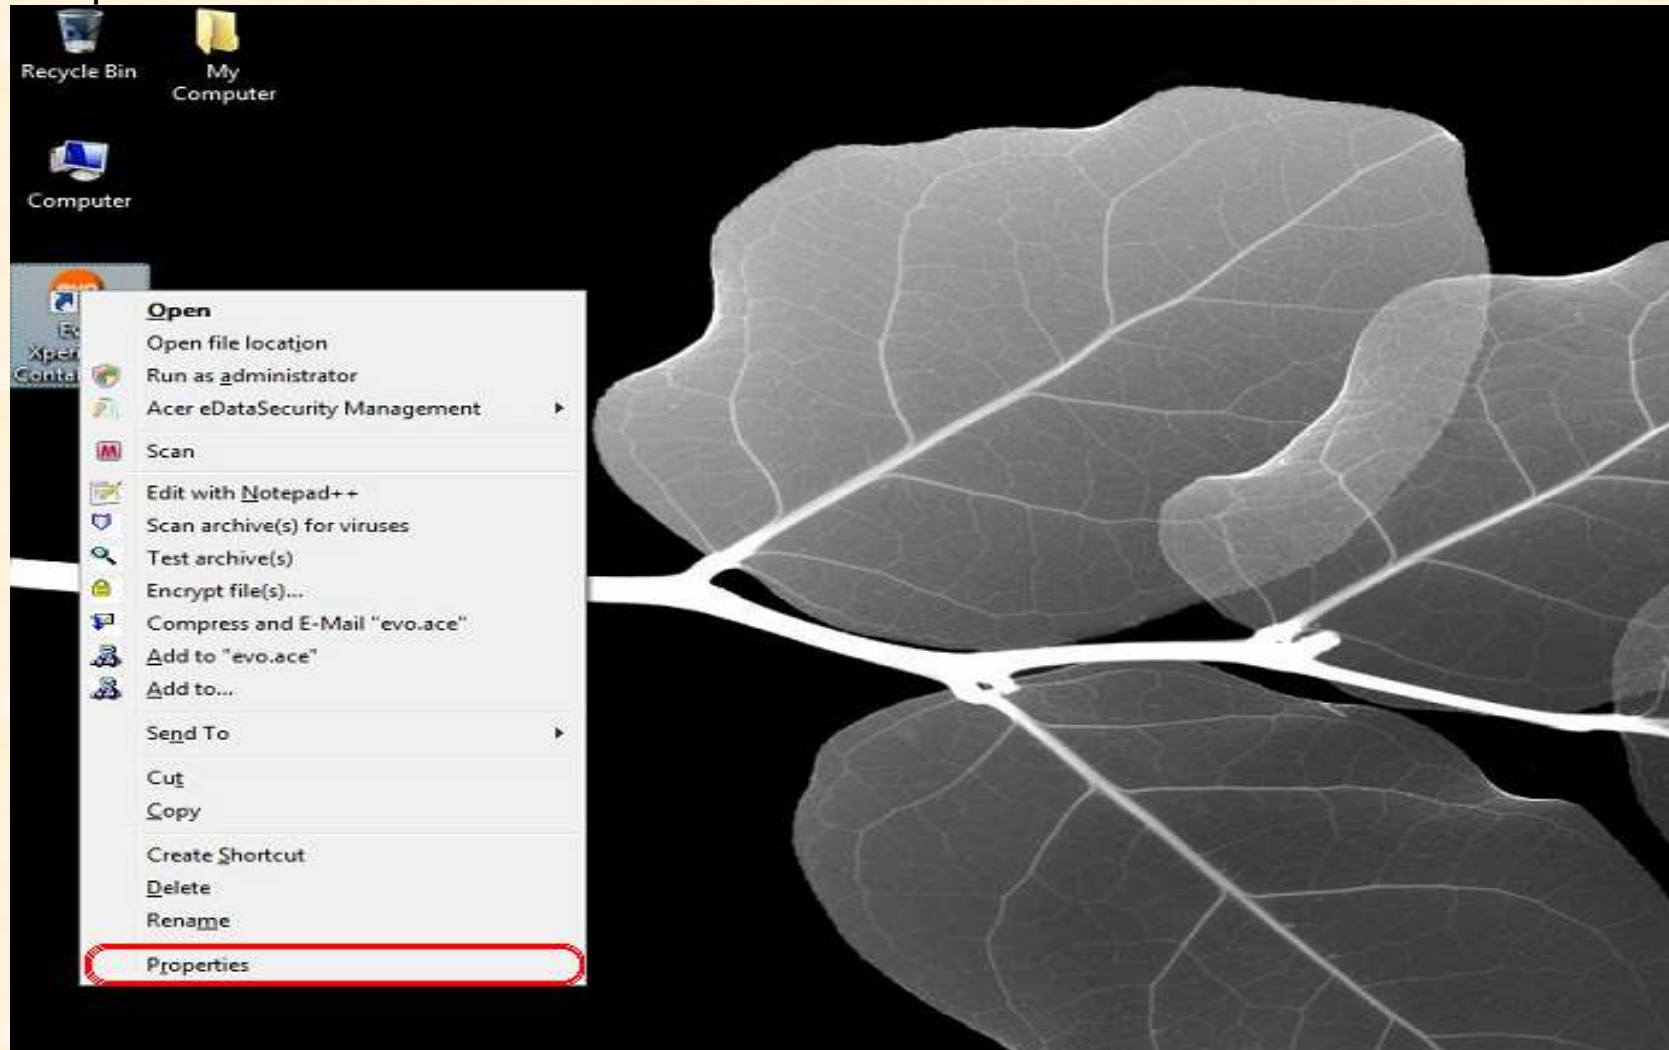 Recycle Bin
My
Computer
Computer
Open
Open file location
Run as administrator
Acer eDataSecurity Management
Scan
Edit with Notepad++
Scan archive(s) for viruses
Test archive(s)
Encrypt file(s)...
Compress and E-Mail "evo.ace"
Add to "evo.ace"
Add to...
Send To
Cut
Copy
Create Shortcut
Delete
Rename
Properties